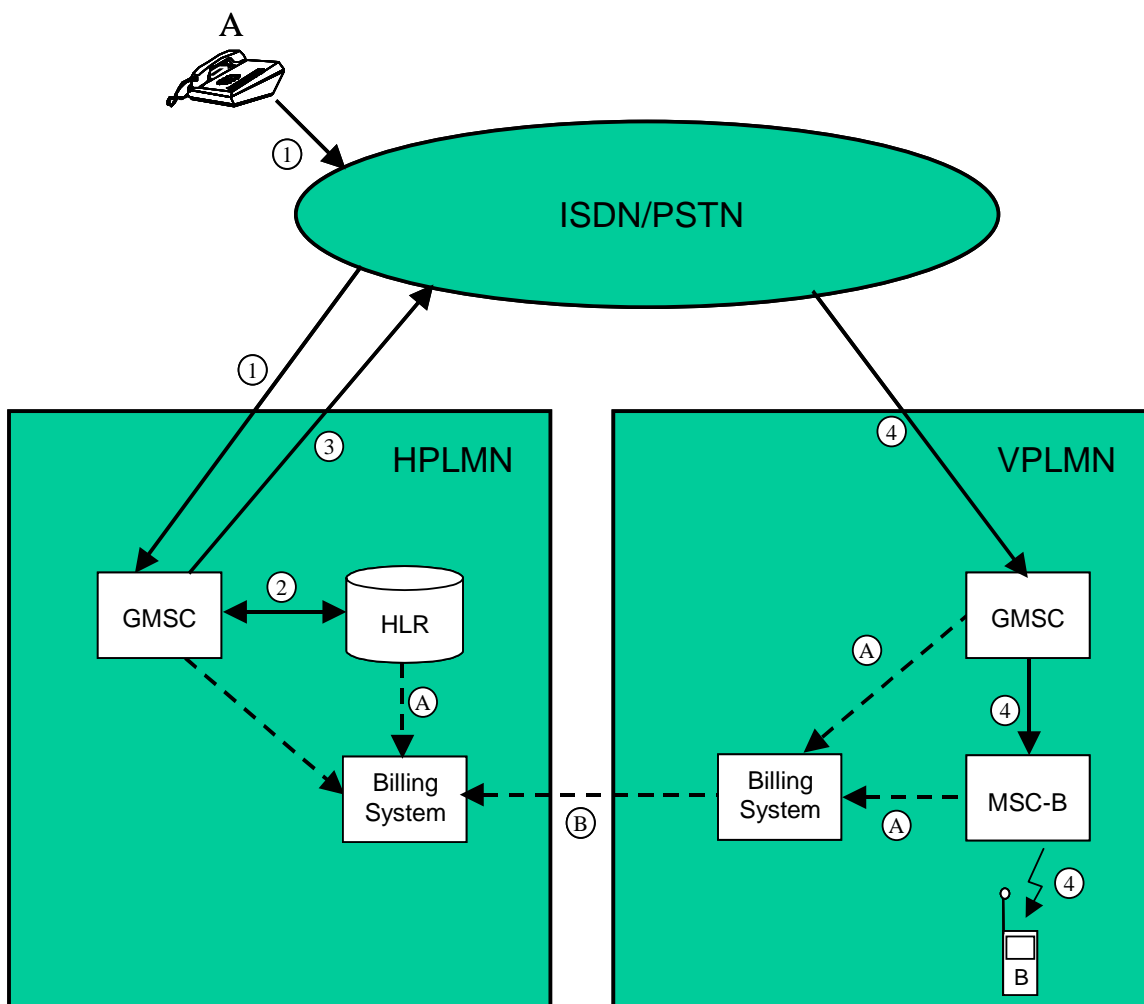 A
1
ISDN/PSTN
1
3
4
HPLMN
VPLMN
GMSC
2
HLR
GMSC
A
A
4
Billing
System
Billing
System
MSC-B
B
A
4
B